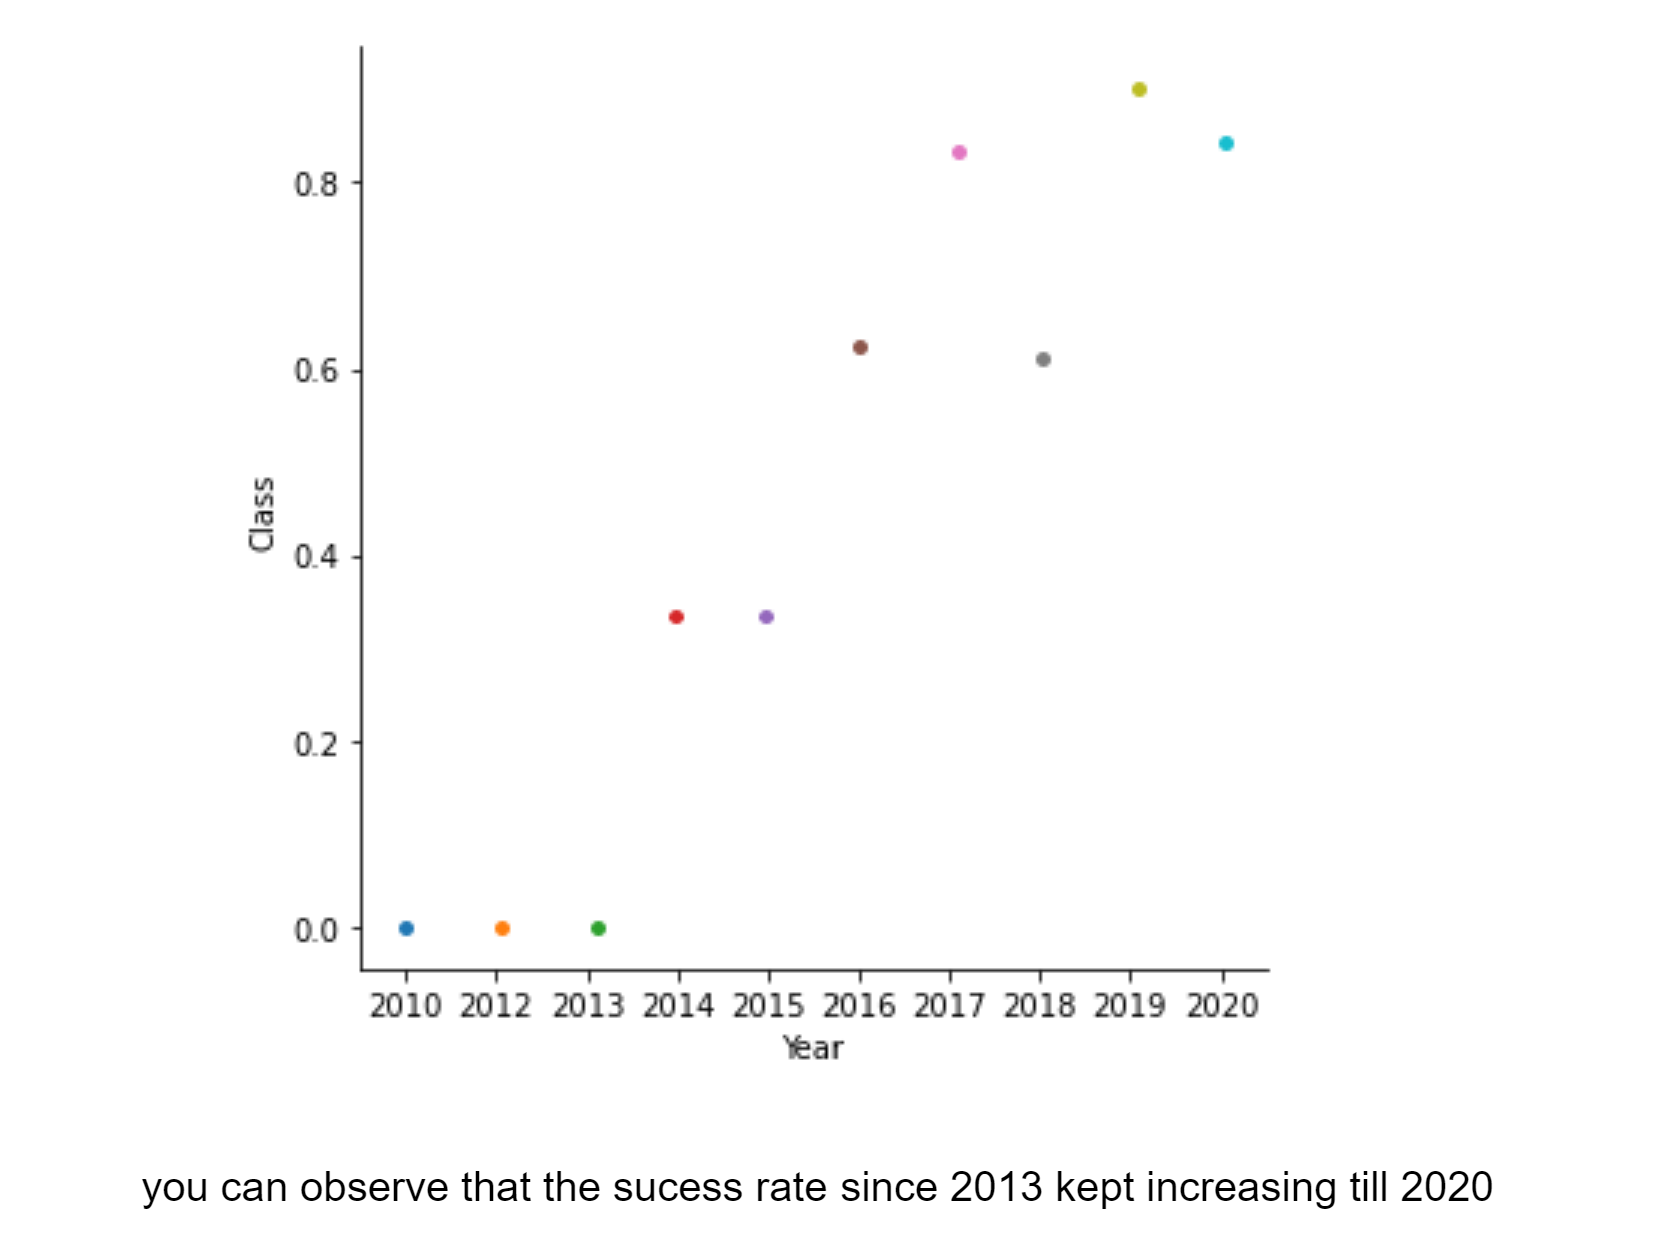 0.8
0.6
0.4
0.2
0.0
Class
2010 2012 2013 2014 2015 2016 2017 2018 2019 2020
Year
you can observe that the sucess rate since 2013 kept increasing till 2020